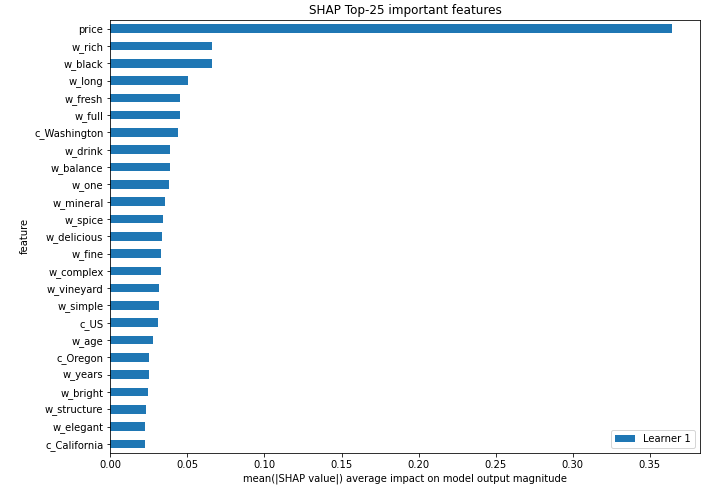 SHAP Top-25 important features
price
w_rich
w_black
w_long
w_fresh
w_full
c_Washington
w_drink
w_balance
w_one
w_mineral
w_spice
w_delicious
w_fine
w_complex
w_vineyard
w_simple
c_US
w_age
c_Oregon
w_years
w_bright
w_structure
w_elegant
c_California
feature
Learner 1
0.00 0.05 0.10 0.15 0.20 0.25 0.30 0.35
mean(|SHAP value|) average impact on model output magnitude